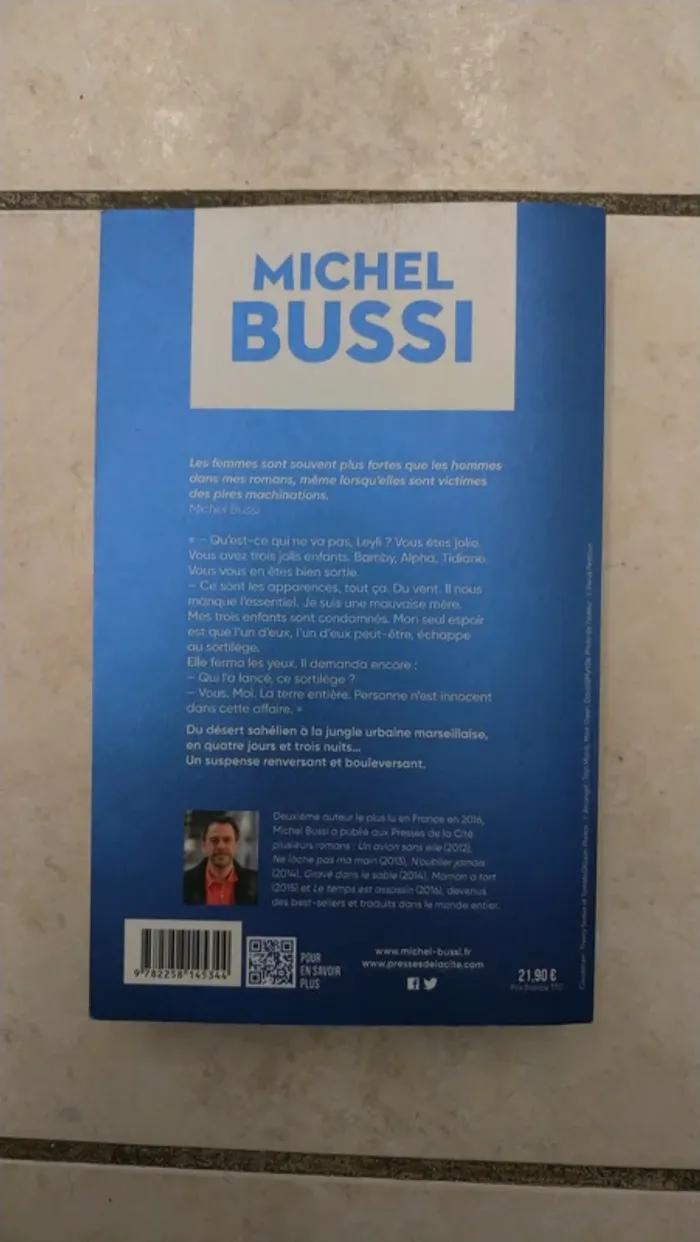 MICHEL
BUSSI
Les femmes sont souvent plus fortes que les hommes
dans mes romans, même lorsqu'elles sont victimes
des pires machinations.
Michel Bussi
« – Qu'est-ce qui ne va pas, Leyli ? Vous êtes jolie.
Vous avez trois jolis enfants. Bamby, Alpha, Tidiane.
Vous vous en êtes bien sortie.
– Ce sont les apparences, tout ça. Du vent. Il nous
manque l'essentiel. Je suis une mauvaise mère.
Mes trois enfants sont condamnés. Mon seul espoir
est que l'un d'eux, l'un d'eux peut-être, échappe
au sortilège.
Elle ferma les yeux. Il demanda encore :
– Qui l'a lancé, ce sortilège ?
– Vous. Moi. La terre entière. Personne n'est innocent
dans cette affaire. »
Du désert sahélien à la jungle urbaine marseillaise,
en quatre jours et trois nuits...
Un suspense renversant et bouleversant.
Deuxième auteur le plus lu en France en 2016,
Michel Bussi a publié aux Presses de la Cité
plusieurs romans : Un avion sans elle (2012),
Ne lâche pas ma main (2013), N'oublier jamais
(2014), Gravé dans le sable (2014), Maman a tort
(2015) et Le temps est assassin (2016), devenus
des best-sellers et traduits dans le monde entier.
9 782258 145344
POUR
EN SAVOIR
PLUS
www.michel-bussi.fr
www.pressesdelacite.com
21,90 €
Prix France TTC